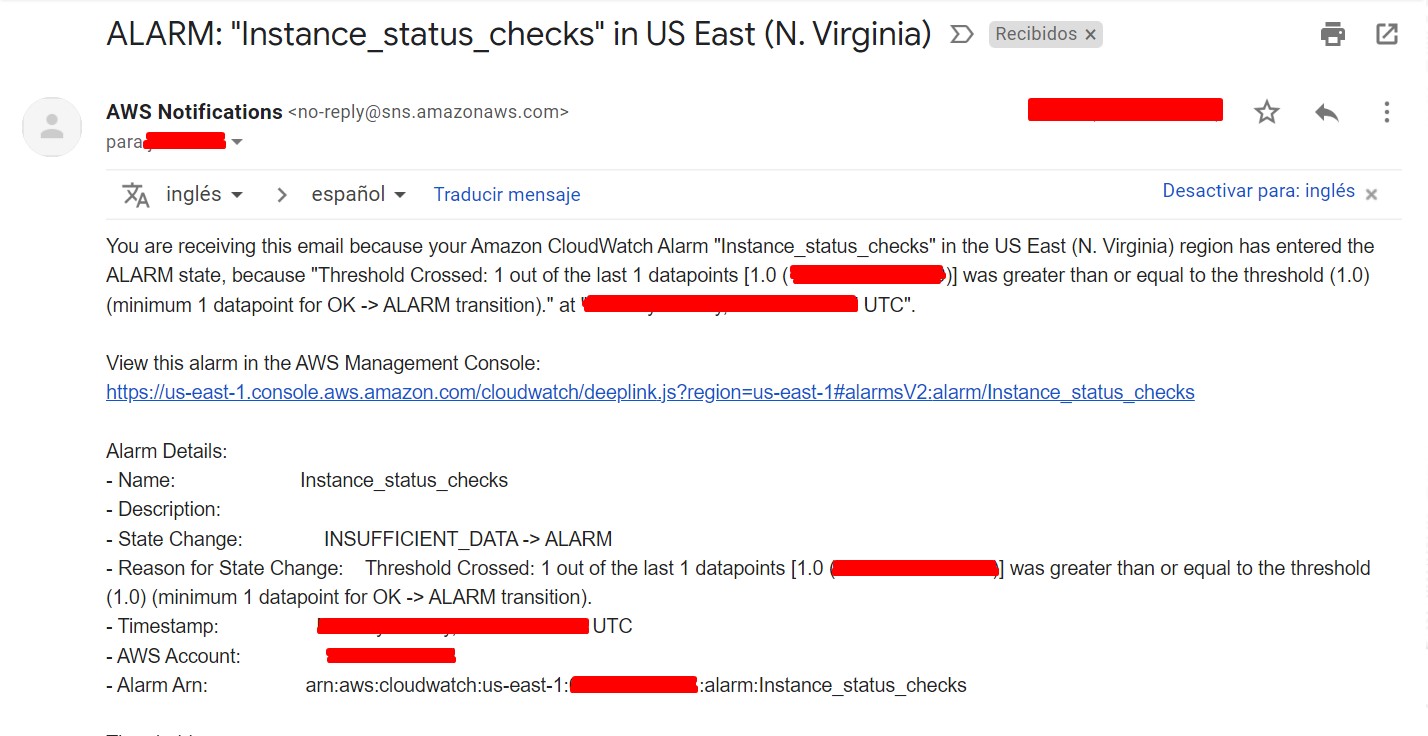 ALARM: "Instance_status_checks" in US East (N. Virginia) Recibidos ×
AWS Notifications <no-reply@sns.amazonaws.com>
para
inglés > español Traducir mensaje Desactivar para: inglés ×
You are receiving this email because your Amazon CloudWatch Alarm "Instance_status_checks" in the US East (N. Virginia) region has entered the
ALARM state, because "Threshold Crossed: 1 out of the last 1 datapoints [1.0 ( )] was greater than or equal to the threshold (1.0)
(minimum 1 datapoint for OK -> ALARM transition)." at " UTC".
View this alarm in the AWS Management Console:
https://us-east-1.console.aws.amazon.com/cloudwatch/deeplink.js?region=us-east-1#alarmsV2:alarm/Instance_status_checks
Alarm Details:
- Name: Instance_status_checks
- Description:
- State Change: INSUFFICIENT_DATA -> ALARM
- Reason for State Change: Threshold Crossed: 1 out of the last 1 datapoints [1.0 ( )] was greater than or equal to the threshold
(1.0) (minimum 1 datapoint for OK -> ALARM transition).
- Timestamp: UTC
- AWS Account:
- Alarm Arn: arn:aws:cloudwatch:us-east-1: :alarm:Instance_status_checks